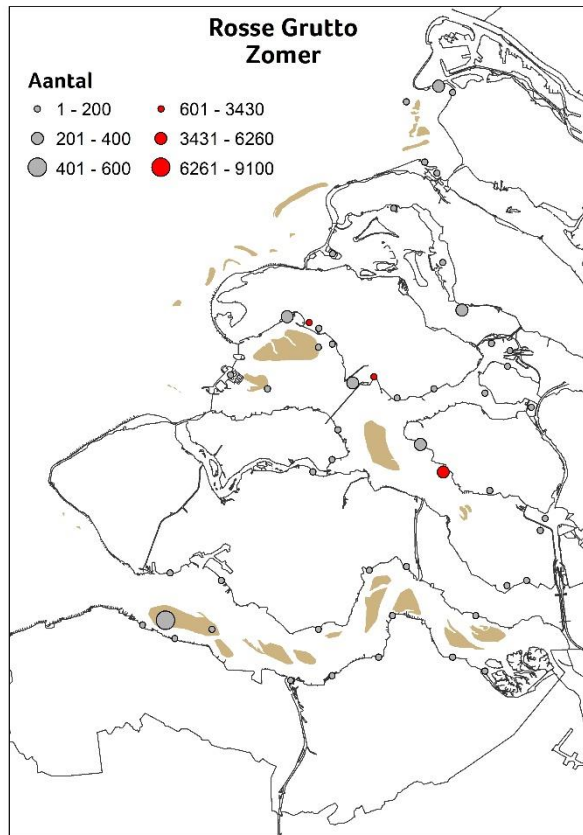 Rosse Grutto
Zomer
Aantal
1 - 200
201 - 400
401 - 600
601 - 3430
3431 - 6260
6261 - 9100